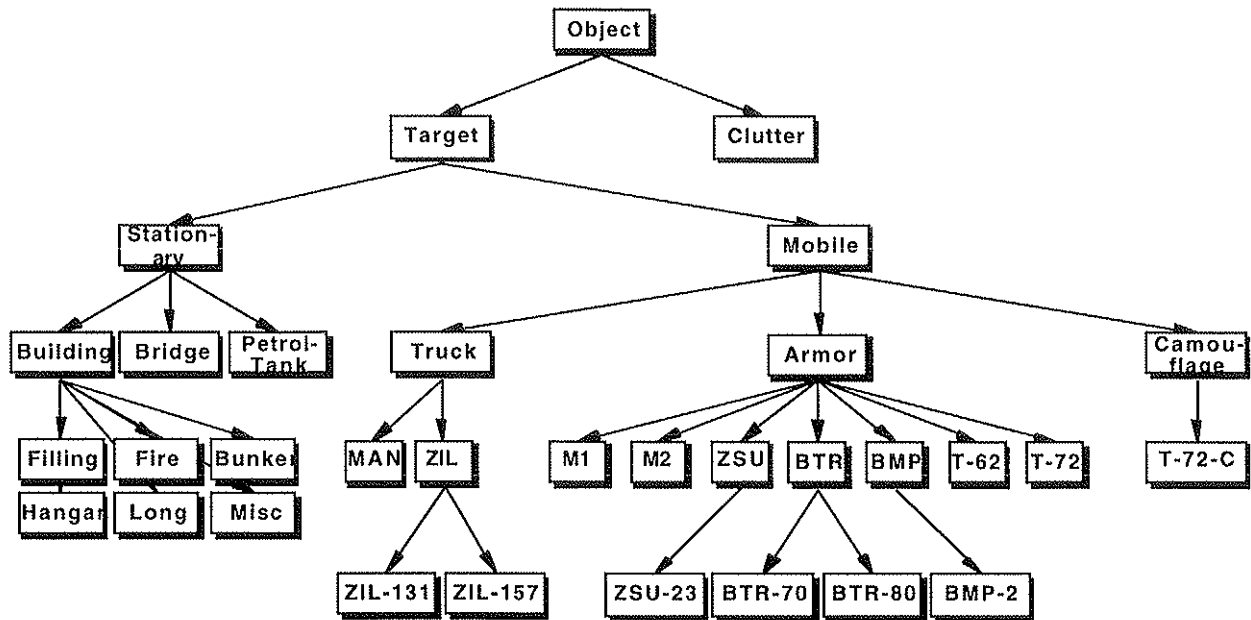 Object
Target
Clutter
Station-
ary
Mobile
Building
Bridge
Petrol-
Tank
Truck
Armor
Camou-
flage
Filling
Fire
Bunker
MAN
ZIL
M1
M2
ZSU
BTR
BMP
T-62
T-72
T-72-C
Hangar
Long
Misc
ZIL-131
ZIL-157
ZSU-23
BTR-70
BTR-80
BMP-2